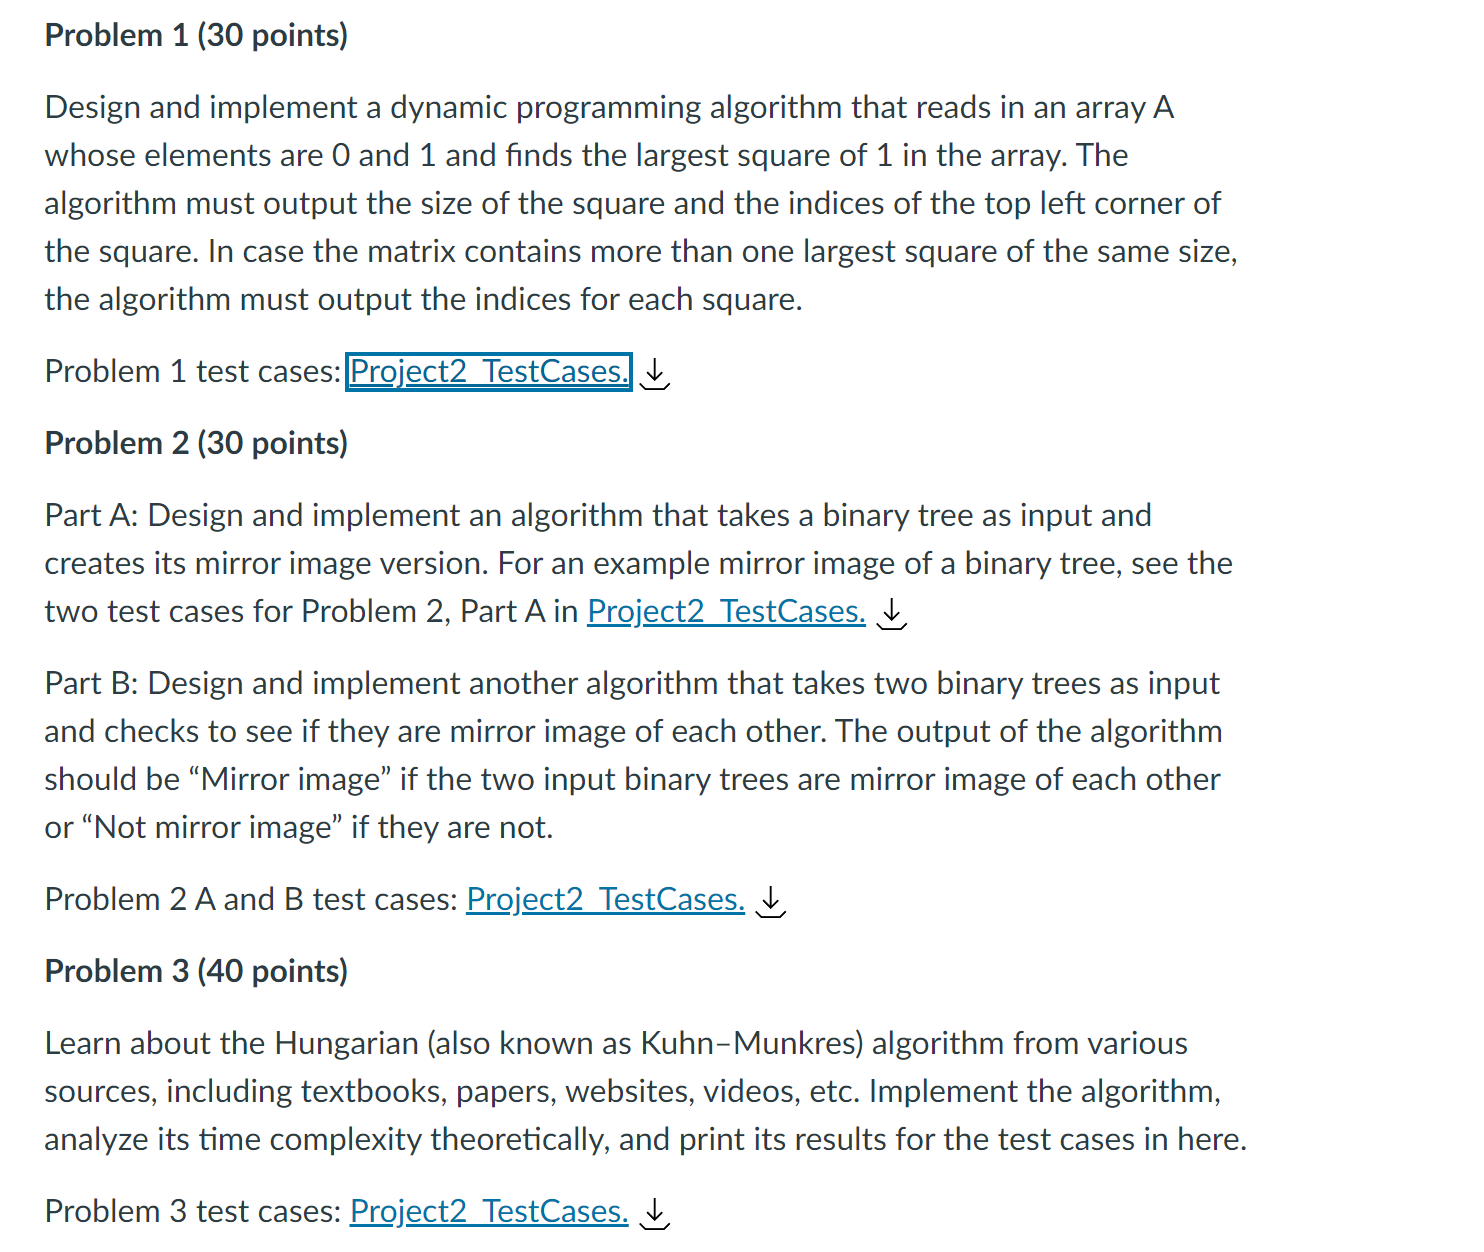 Problem 1 (30 points)
Design and implement a dynamic programming algorithm that reads in an array A
whose elements are 0 and 1 and finds the largest square of 1 in the array. The
algorithm must output the size of the square and the indices of the top left corner of
the square. In case the matrix contains more than one largest square of the same size,
the algorithm must output the indices for each square.
Problem 1 test cases: Project2_TestCases.
Problem 2 (30 points)
Part A: Design and implement an algorithm that takes a binary tree as input and
creates its mirror image version. For an example mirror image of a binary tree, see the
two test cases for Problem 2, Part A in Project2_TestCases.
Part B: Design and implement another algorithm that takes two binary trees as input
and checks to see if they are mirror image of each other. The output of the algorithm
should be “Mirror image” if the two input binary trees are mirror image of each other
or “Not mirror image” if they are not.
Problem 2 A and B test cases: Project2_TestCases.
Problem 3 (40 points)
Learn about the Hungarian (also known as Kuhn–Munkres) algorithm from various
sources, including textbooks, papers, websites, videos, etc. Implement the algorithm,
analyze its time complexity theoretically, and print its results for the test cases in here.
Problem 3 test cases: Project2_TestCases.